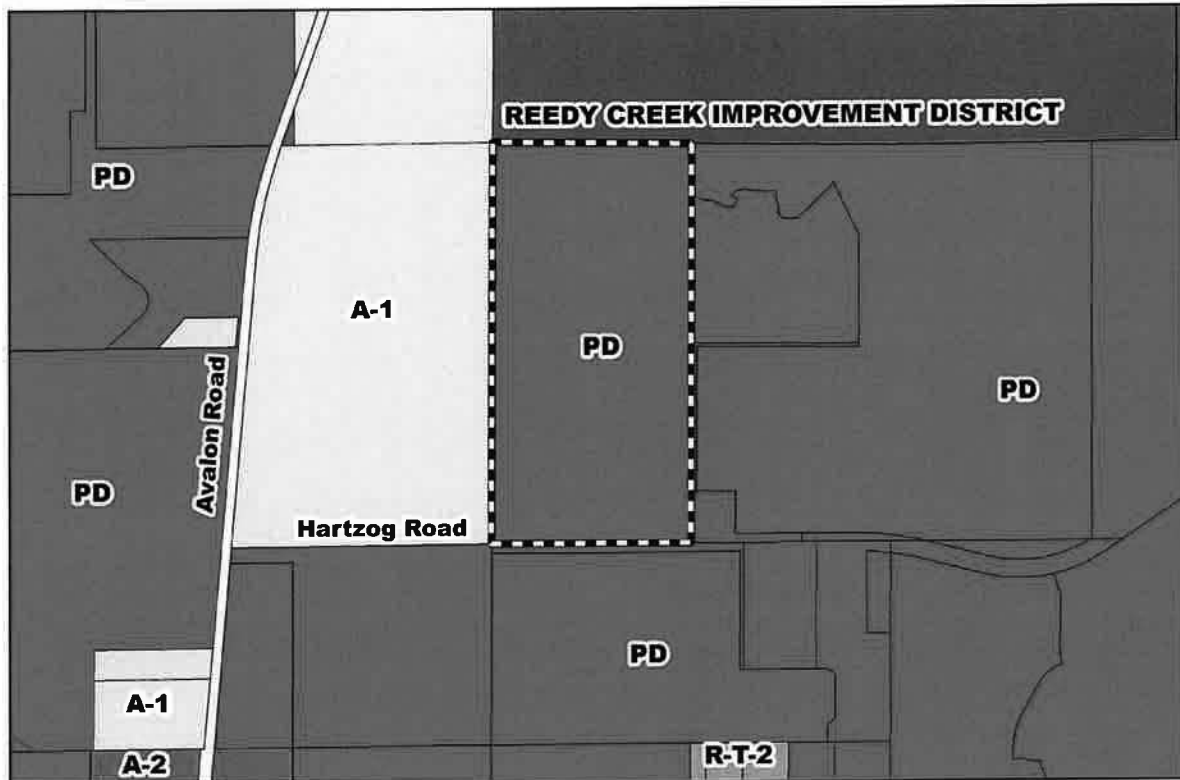 REEDY CREEK IMPROVEMENT DISTRICT
PD
A-1
PD
PD
Avalon Road
PD
Hartzog Road
PD
A-1
R-T-2
A-2